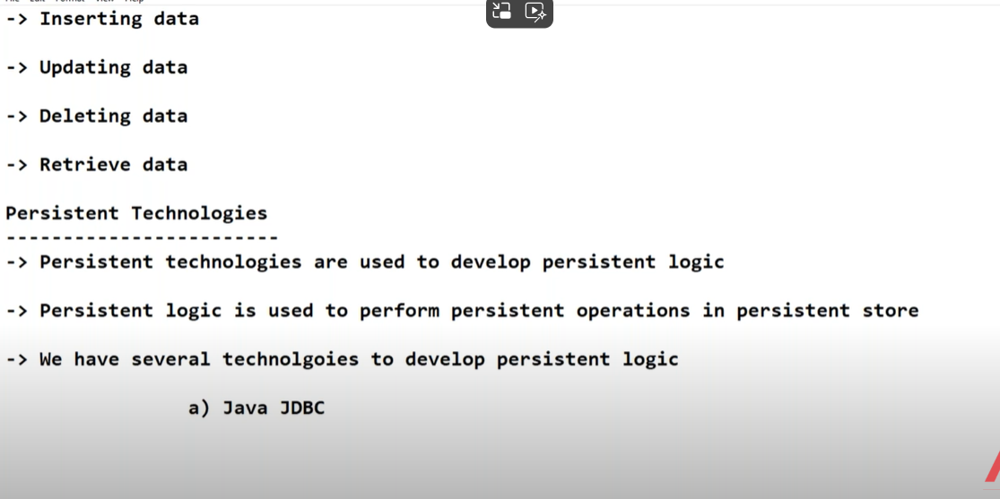 -> Inserting data
-> Updating data
-> Deleting data
-> Retrieve data
Persistent Technologies
------------------------
-> Persistent technologies are used to develop persistent logic
-> Persistent logic is used to perform persistent operations in persistent store
-> We have several technolgoies to develop persistent logic
a) Java JDBC